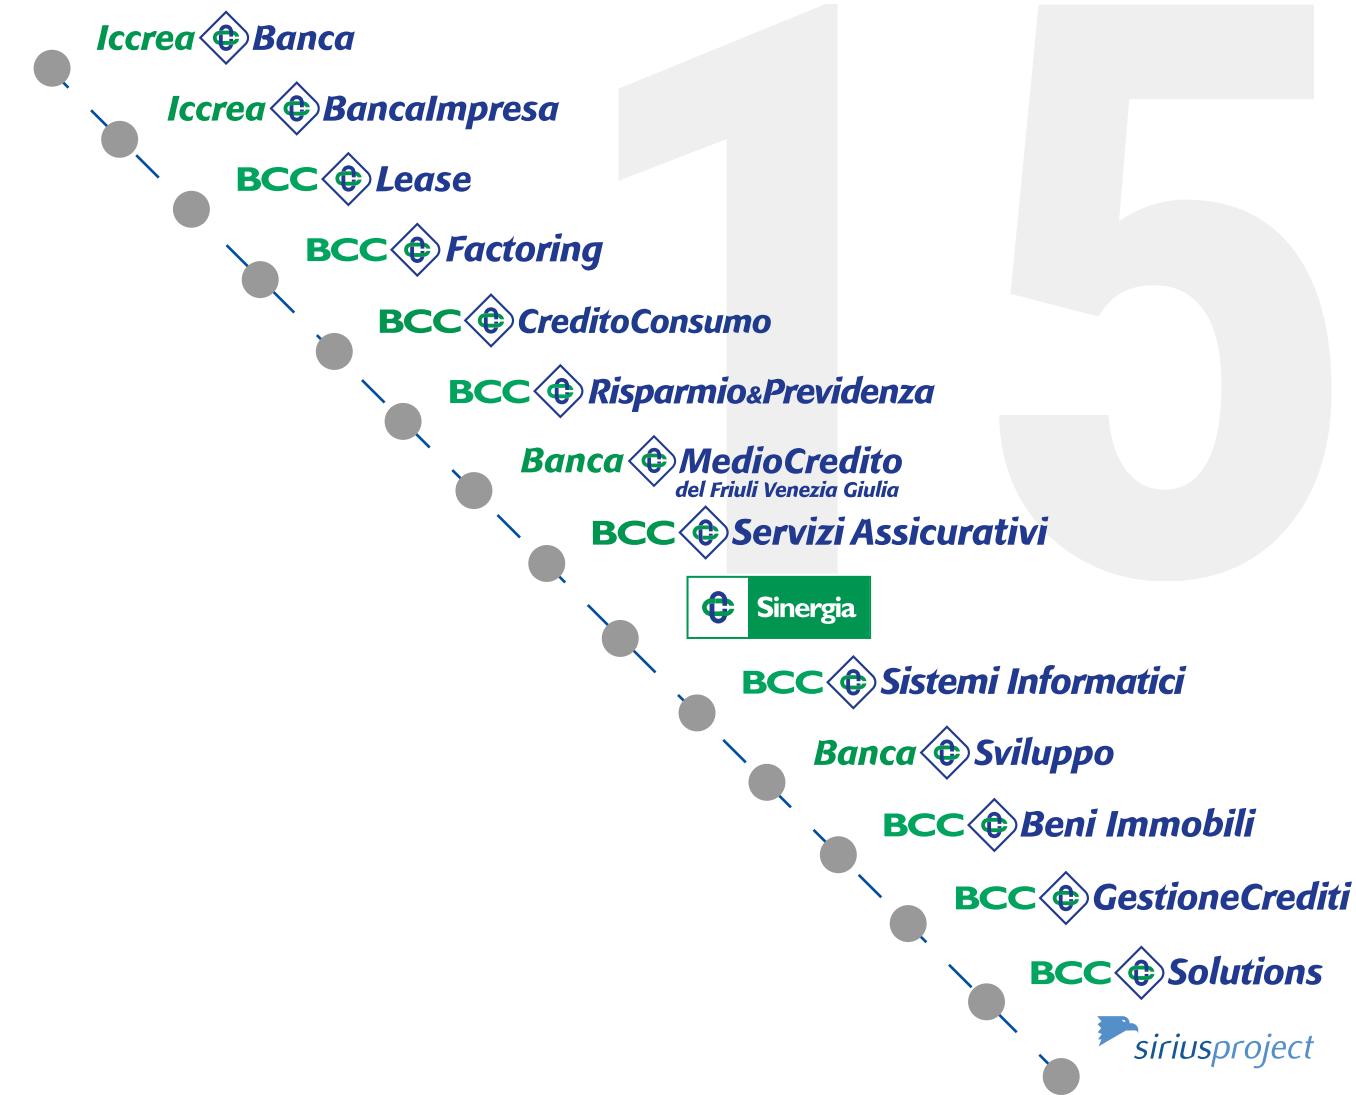 15
Iccrea Banca
Iccrea BancaImpresa
BCC Lease
BCC Factoring
BCC CreditoConsumo
BCC Risparmio&Previdenza
Banca MedioCredito
del Friuli Venezia Giulia
BCC Servizi Assicurativi
Sinergia
BCC Sistemi Informatici
Banca Sviluppo
BCC Beni Immobili
BCC GestioneCrediti
BCC Solutions
siriusproject